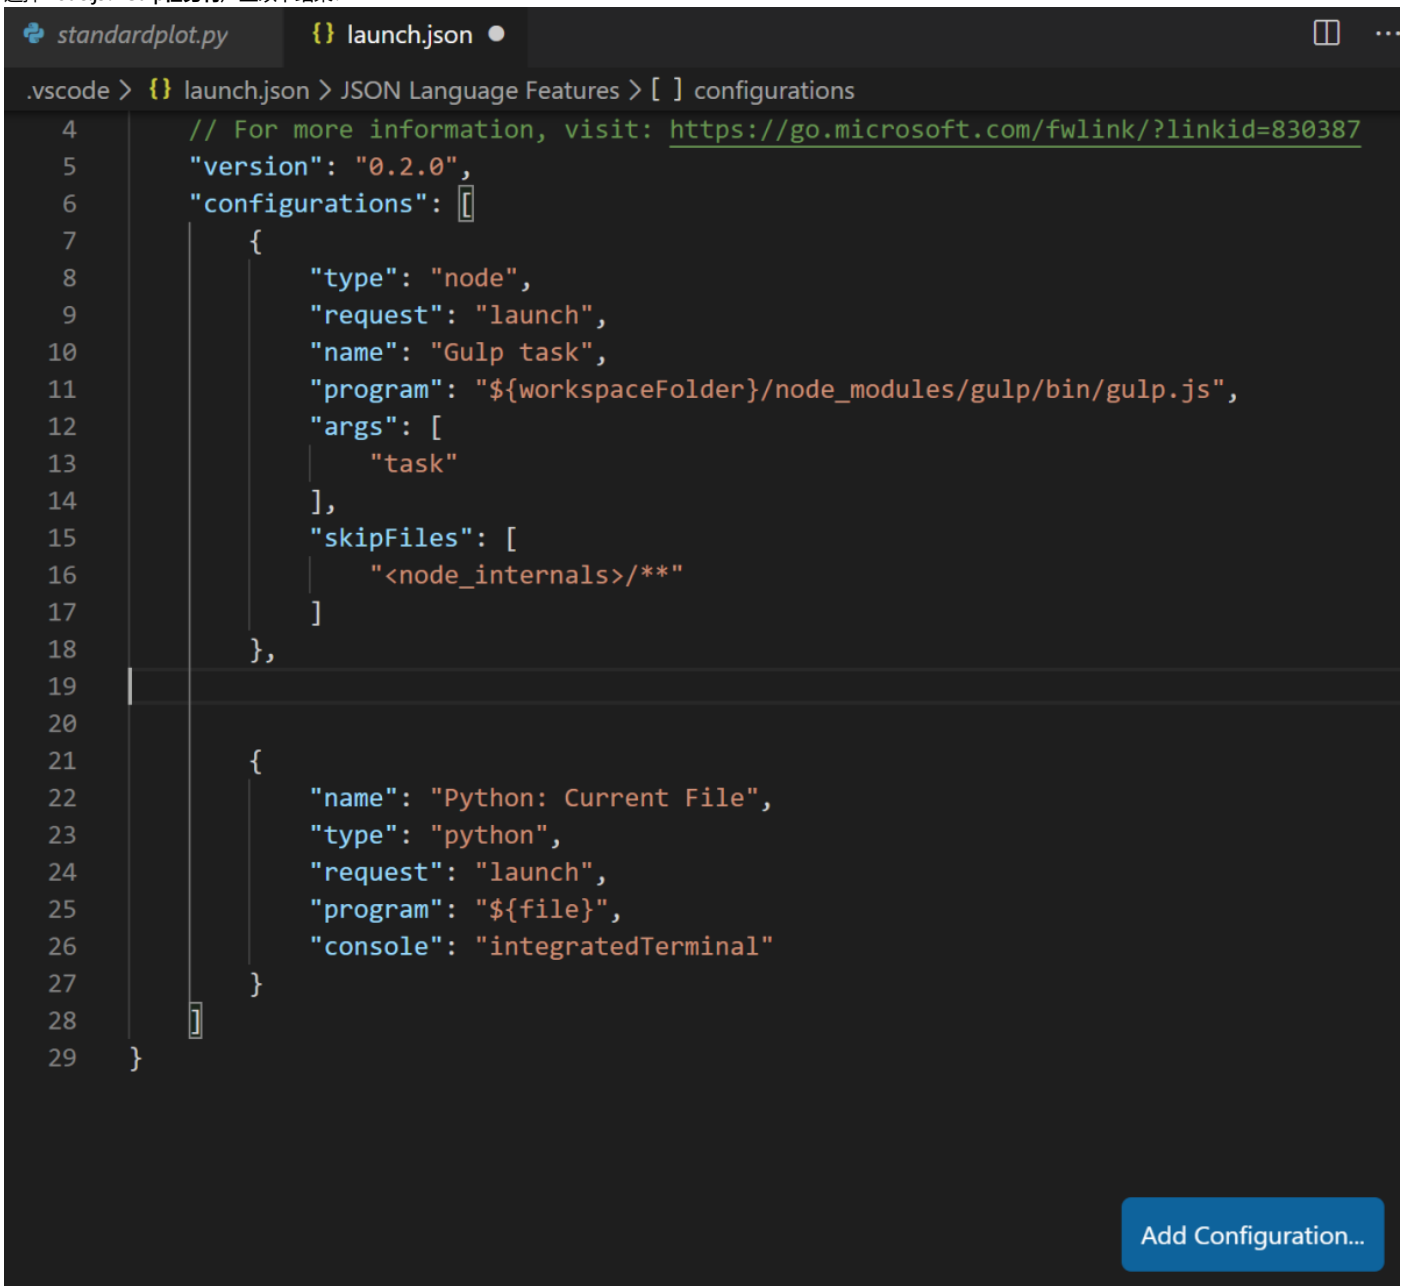 standardplot.py {} launch.json
.vscode > {} launch.json > JSON Language Features > [ ] configurations
4 // For more information, visit: https://go.microsoft.com/fwlink/?linkid=830387
5 "version": "0.2.0",
6 "configurations": [
7 {
8 "type": "node",
9 "request": "launch",
10 "name": "Gulp task",
11 "program": "${workspaceFolder}/node_modules/gulp/bin/gulp.js",
12 "args": [
13 "task"
14 ],
15 "skipFiles": [
16 "<node_internals>/**"
17 ]
18 },
19
20
21 {
22 "name": "Python: Current File",
23 "type": "python",
24 "request": "launch",
25 "program": "${file}",
26 "console": "integratedTerminal"
27 }
28 ]
29 }
Add Configuration...